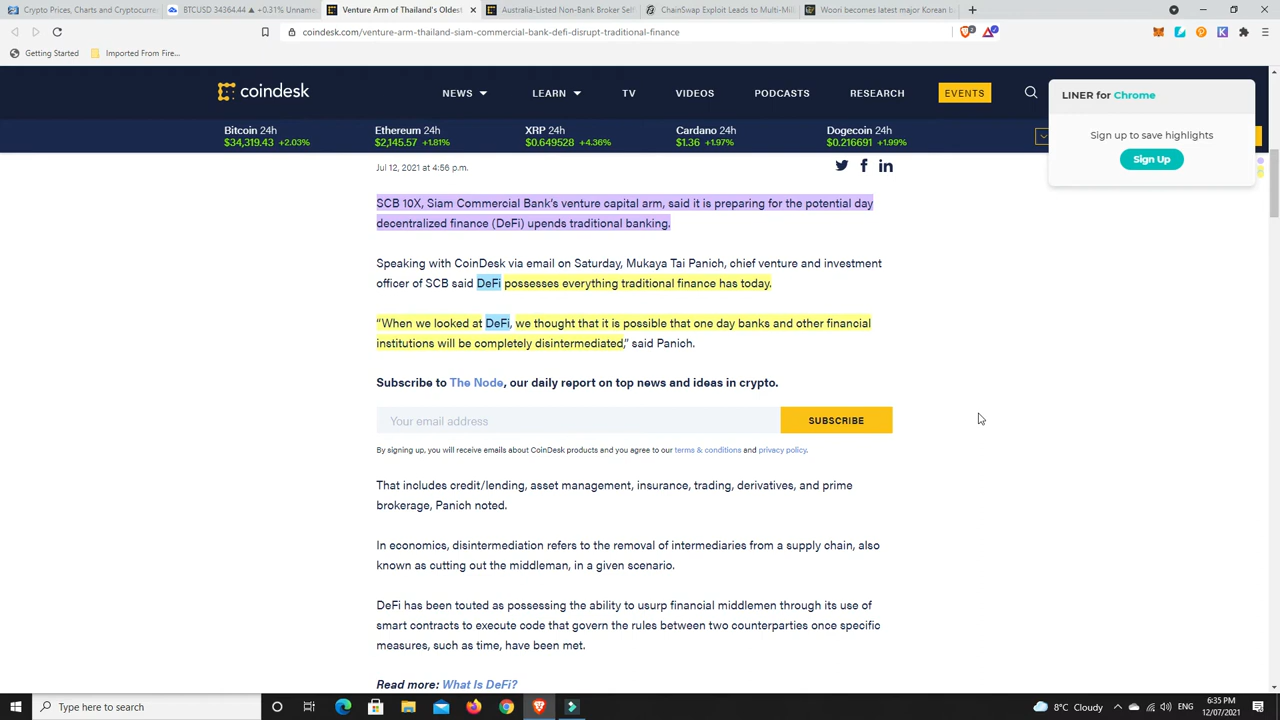 Crypto Prices, Charts and Cryptocurr
BTCUSD 34364.44 ▲ +0.31% Unname
Venture Arm of Thailand's Oldest
Australia-Listed Non-Bank Broker Self
ChainSwap Exploit Leads to Multi-Mill
Woori becomes latest major Korean b
coindesk.com/venture-arm-thailand-siam-commercial-bank-defi-disrupt-traditional-finance
Getting Started
Imported From Fire...
coindesk
NEWS
LEARN
TV
VIDEOS
PODCASTS
RESEARCH
EVENTS
LINER for Chrome
Sign up to save highlights
Sign Up
Bitcoin 24h
$34,319.43 +2.03%
Ethereum 24h
$2,145.57 +1.81%
XRP 24h
$0.649528 +4.36%
Cardano 24h
$1.36 +1.97%
Dogecoin 24h
$0.216691 +1.99%
Jul 12, 2021 at 4:56 p.m.
SCB 10X, Siam Commercial Bank's venture capital arm, said it is preparing for the potential day
decentralized finance (DeFi) upends traditional banking.
Speaking with CoinDesk via email on Saturday, Mukaya Tai Panich, chief venture and investment
officer of SCB said DeFi possesses everything traditional finance has today.
“When we looked at DeFi, we thought that it is possible that one day banks and other financial
institutions will be completely disintermediated,” said Panich.
Subscribe to The Node, our daily report on top news and ideas in crypto.
Your email address
SUBSCRIBE
By signing up, you will receive emails about CoinDesk products and you agree to our terms & conditions and privacy policy.
That includes credit/lending, asset management, insurance, trading, derivatives, and prime
brokerage, Panich noted.
In economics, disintermediation refers to the removal of intermediaries from a supply chain, also
known as cutting out the middleman, in a given scenario.
DeFi has been touted as possessing the ability to usurp financial middlemen through its use of
smart contracts to execute code that govern the rules between two counterparties once specific
measures, such as time, have been met.
Read more: What Is DeFi?
Type here to search
8°C Cloudy
ENG
6:35 PM
12/07/2021